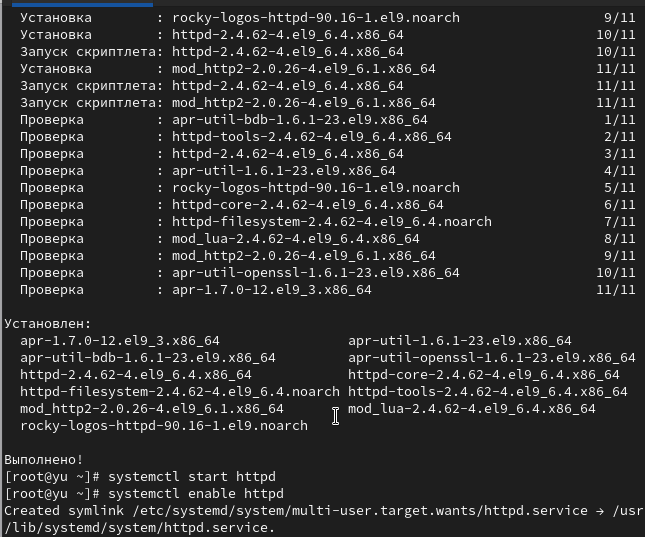 Установка : rocky-logos-httpd-90.16-1.el9.noarch 9/11
Установка : httpd-2.4.62-4.el9_6.4.x86_64 10/11
Запуск скриптлета: httpd-2.4.62-4.el9_6.4.x86_64 10/11
Установка : mod_http2-2.0.26-4.el9_6.1.x86_64 11/11
Запуск скриптлета: httpd-2.4.62-4.el9_6.4.x86_64 11/11
Запуск скриптлета: mod_http2-2.0.26-4.el9_6.1.x86_64 11/11
Проверка : apr-util-bdb-1.6.1-23.el9.x86_64 1/11
Проверка : httpd-tools-2.4.62-4.el9_6.4.x86_64 2/11
Проверка : httpd-2.4.62-4.el9_6.4.x86_64 3/11
Проверка : apr-util-1.6.1-23.el9.x86_64 4/11
Проверка : rocky-logos-httpd-90.16-1.el9.noarch 5/11
Проверка : httpd-core-2.4.62-4.el9_6.4.x86_64 6/11
Проверка : httpd-filesystem-2.4.62-4.el9_6.4.noarch 7/11
Проверка : mod_lua-2.4.62-4.el9_6.4.x86_64 8/11
Проверка : mod_http2-2.0.26-4.el9_6.1.x86_64 9/11
Проверка : apr-util-openssl-1.6.1-23.el9.x86_64 10/11
Проверка : apr-1.7.0-12.el9_3.x86_64 11/11
Установлен:
apr-1.7.0-12.el9_3.x86_64 apr-util-1.6.1-23.el9.x86_64
apr-util-bdb-1.6.1-23.el9.x86_64 apr-util-openssl-1.6.1-23.el9.x86_64
httpd-2.4.62-4.el9_6.4.x86_64 httpd-core-2.4.62-4.el9_6.4.x86_64
httpd-filesystem-2.4.62-4.el9_6.4.noarch httpd-tools-2.4.62-4.el9_6.4.x86_64
mod_http2-2.0.26-4.el9_6.1.x86_64 mod_lua-2.4.62-4.el9_6.4.x86_64
rocky-logos-httpd-90.16-1.el9.noarch
Выполнено!
[root@yu ~]# systemctl start httpd
[root@yu ~]# systemctl enable httpd
Created symlink /etc/systemd/system/multi-user.target.wants/httpd.service → /usr
/lib/systemd/system/httpd.service.